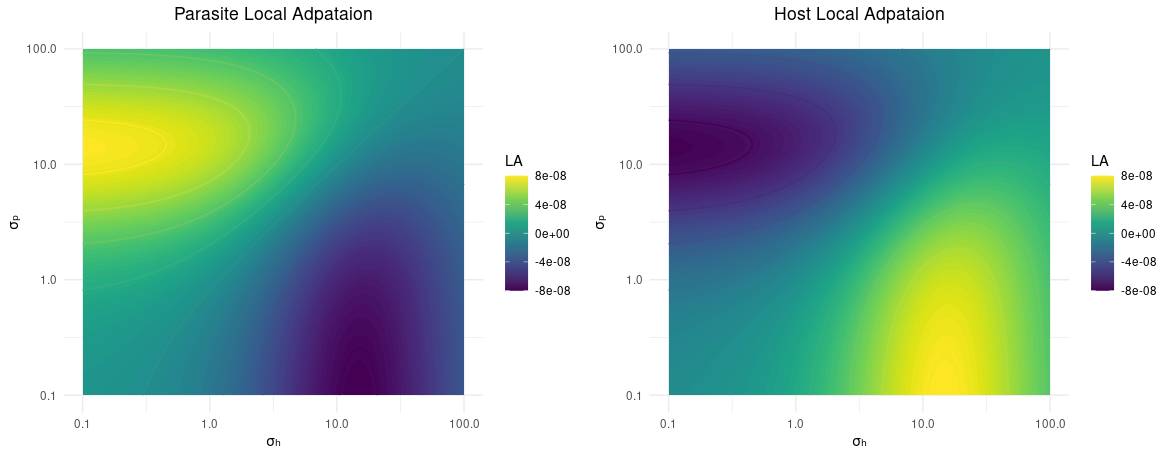 Parasite Local Adpataion
100.0
10.0
1.0
0.1
σp
0.1
1.0
10.0
100.0
σh
LA
8e-08
4e-08
0e+00
-4e-08
-8e-08
Host Local Adpataion
100.0
10.0
1.0
0.1
σp
0.1
1.0
10.0
100.0
σh
LA
8e-08
4e-08
0e+00
-4e-08
-8e-08